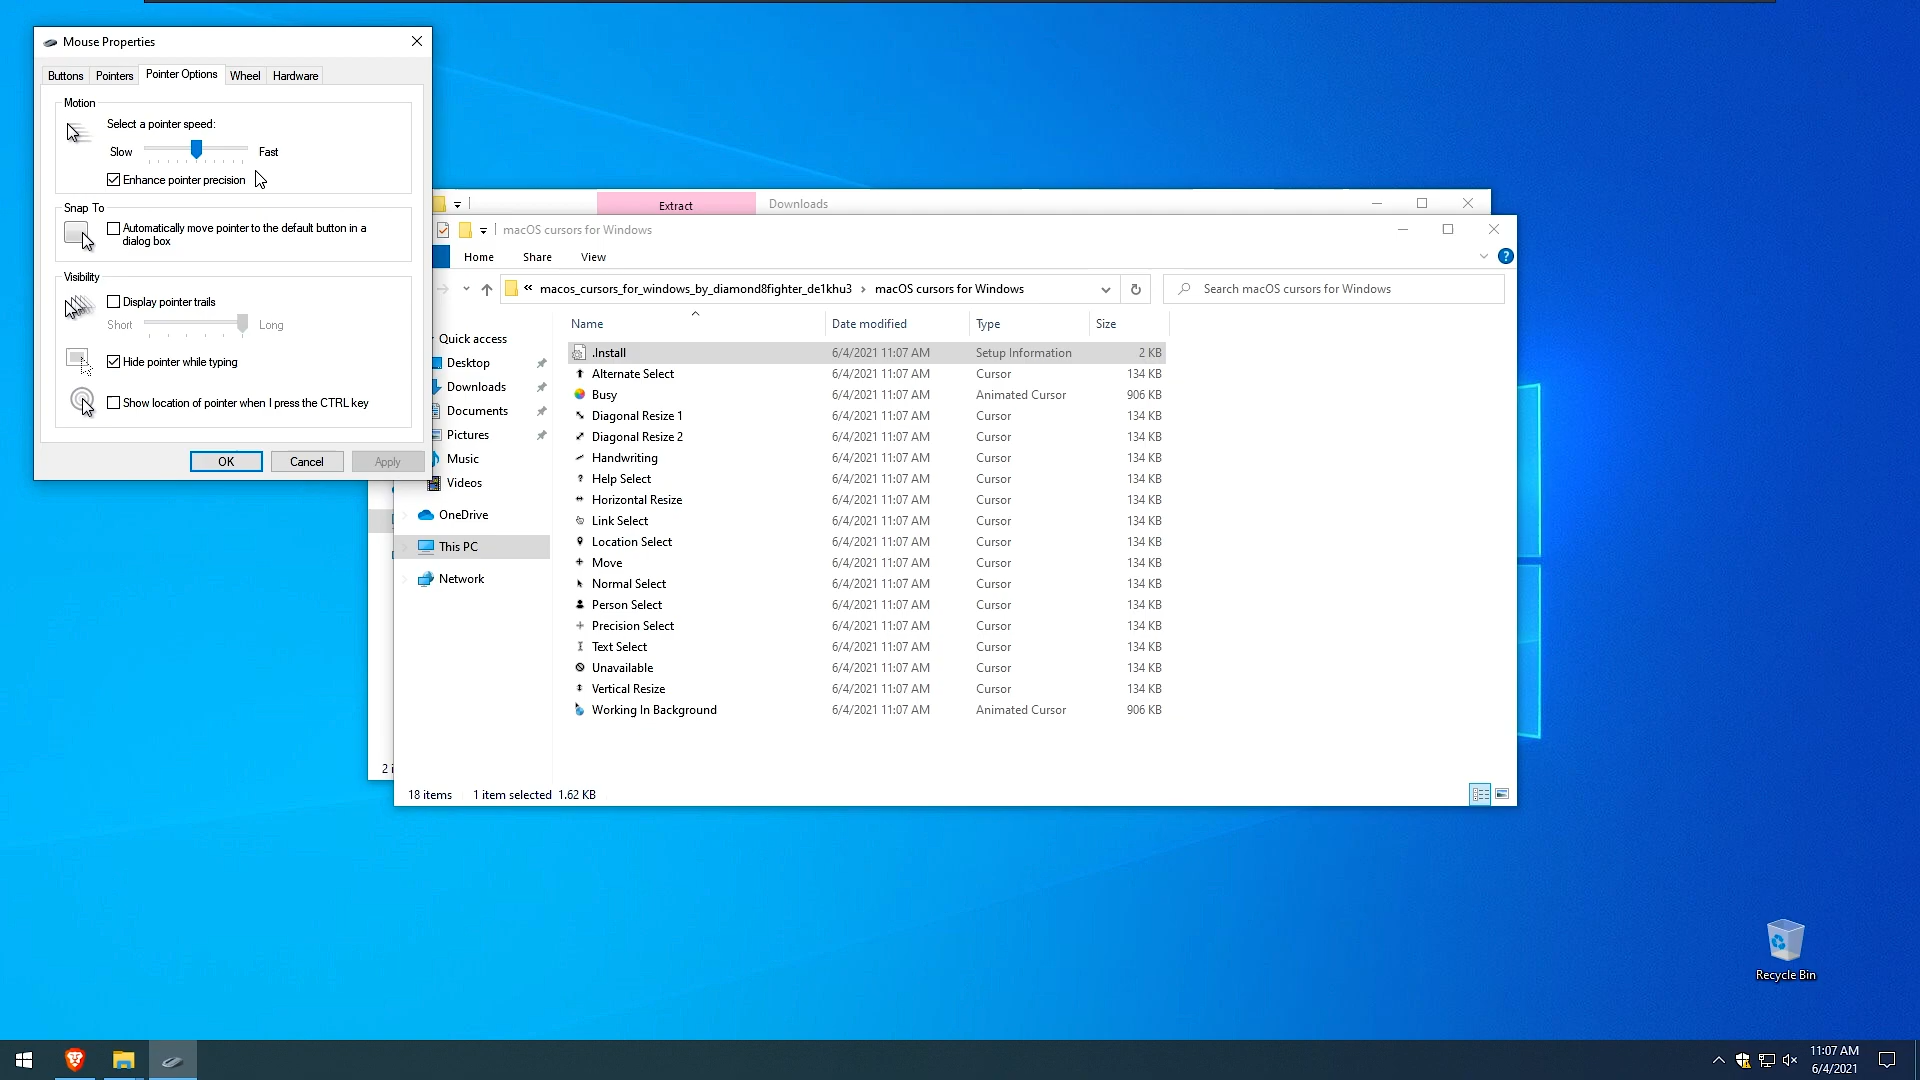 Mouse Properties
Buttons
Pointers
Pointer Options
Wheel
Hardware
Motion
Select a pointer speed:
Slow
Fast
Enhance pointer precision
Snap To
Automatically move pointer to the default button in a
dialog box
Visibility
Display pointer trails
Short
Long
Hide pointer while typing
Show location of pointer when I press the CTRL key
OK
Cancel
Apply
Extract
Downloads
macOS cursors for Windows
Home
Share
View
« macos_cursors_for_windows_by_diamond8fighter_de1khu3 › macOS cursors for Windows
Search macOS cursors for Windows
Quick access
Desktop
Downloads
Documents
Pictures
Music
Videos
OneDrive
This PC
Network
Name Date modified Type Size
.Install 6/4/2021 11:07 AM Setup Information 2 KB
Alternate Select 6/4/2021 11:07 AM Cursor 134 KB
Busy 6/4/2021 11:07 AM Animated Cursor 906 KB
Diagonal Resize 1 6/4/2021 11:07 AM Cursor 134 KB
Diagonal Resize 2 6/4/2021 11:07 AM Cursor 134 KB
Handwriting 6/4/2021 11:07 AM Cursor 134 KB
Help Select 6/4/2021 11:07 AM Cursor 134 KB
Horizontal Resize 6/4/2021 11:07 AM Cursor 134 KB
Link Select 6/4/2021 11:07 AM Cursor 134 KB
Location Select 6/4/2021 11:07 AM Cursor 134 KB
Move 6/4/2021 11:07 AM Cursor 134 KB
Normal Select 6/4/2021 11:07 AM Cursor 134 KB
Person Select 6/4/2021 11:07 AM Cursor 134 KB
Precision Select 6/4/2021 11:07 AM Cursor 134 KB
Text Select 6/4/2021 11:07 AM Cursor 134 KB
Unavailable 6/4/2021 11:07 AM Cursor 134 KB
Vertical Resize 6/4/2021 11:07 AM Cursor 134 KB
Working In Background 6/4/2021 11:07 AM Animated Cursor 906 KB
2 i
18 items 1 item selected 1.62 KB
Recycle Bin
11:07 AM
6/4/2021